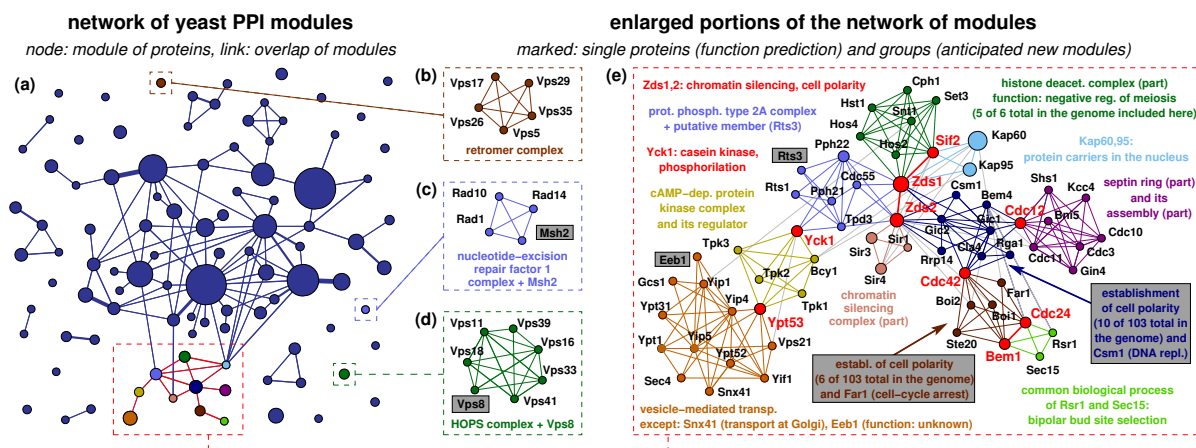 network of yeast PPI modules
node: module of proteins, link: overlap of modules
enlarged portions of the network of modules
marked: single proteins (function prediction) and groups (anticipated new modules)
(a)
(b)
Vps17
Vps29
Vps35
Vps26
Vps5
retromer complex
(c)
Rad10
Rad14
Rad1
Msh2
nucleotide−excision
repair factor 1
complex + Msh2
(d)
Vps11
Vps39
Vps16
Vps18
Vps33
Vps8
Vps41
HOPS complex + Vps8
(e)
Zds1,2: chromatin silencing, cell polarity
prot. phosph. type 2A complex
+ putative member (Rts3)
Yck1: casein kinase,
phosphorilation
cAMP−dep. protein
kinase complex
and its regulator
histone deacet. complex (part)
function: negative reg. of meiosis
(5 of 6 total in the genome included here)
Kap60,95:
protein carriers in the nucleus
septin ring (part)
and its
assembly (part)
Cph1
Hst1
Snt1
Set3
Hos4
Hos2
Sif2
Kap60
Kap95
Pph22
Rts3
Cdc55
Rts1
Pph21
Tpd3
Zds1
Zds2
Csm1
Bem4
Gic1
Gic2
Cla4
Rga1
Rrp14
Cdc12
Shs1
Kcc4
Bni5
Cdc10
Cdc3
Cdc11
Gin4
Yck1
Tpk3
Tpk2
Bcy1
Tpk1
Sir1
Sir3
Sir4
chromatin
silencing
complex (part)
Cdc42
Far1
Boi2
Boi1
Cdc24
Ste20
Bem1
Rsr1
Sec15
Eeb1
Gcs1
Yip1
Ypt31
Yip4
Ypt53
Ypt1
Yip5
Ypt52
Vps21
Sec4
Snx41
Yif1
establishment
of cell polarity
(10 of 103 total in
the genome) and
Csm1 (DNA repl.)
establ. of cell polarity
(6 of 103 total in the genome)
and Far1 (cell−cycle arrest)
common biological process
of Rsr1 and Sec15:
bipolar bud site selection
vesicle−mediated transp.
except: Snx41 (transport at Golgi), Eeb1 (function: unknown)